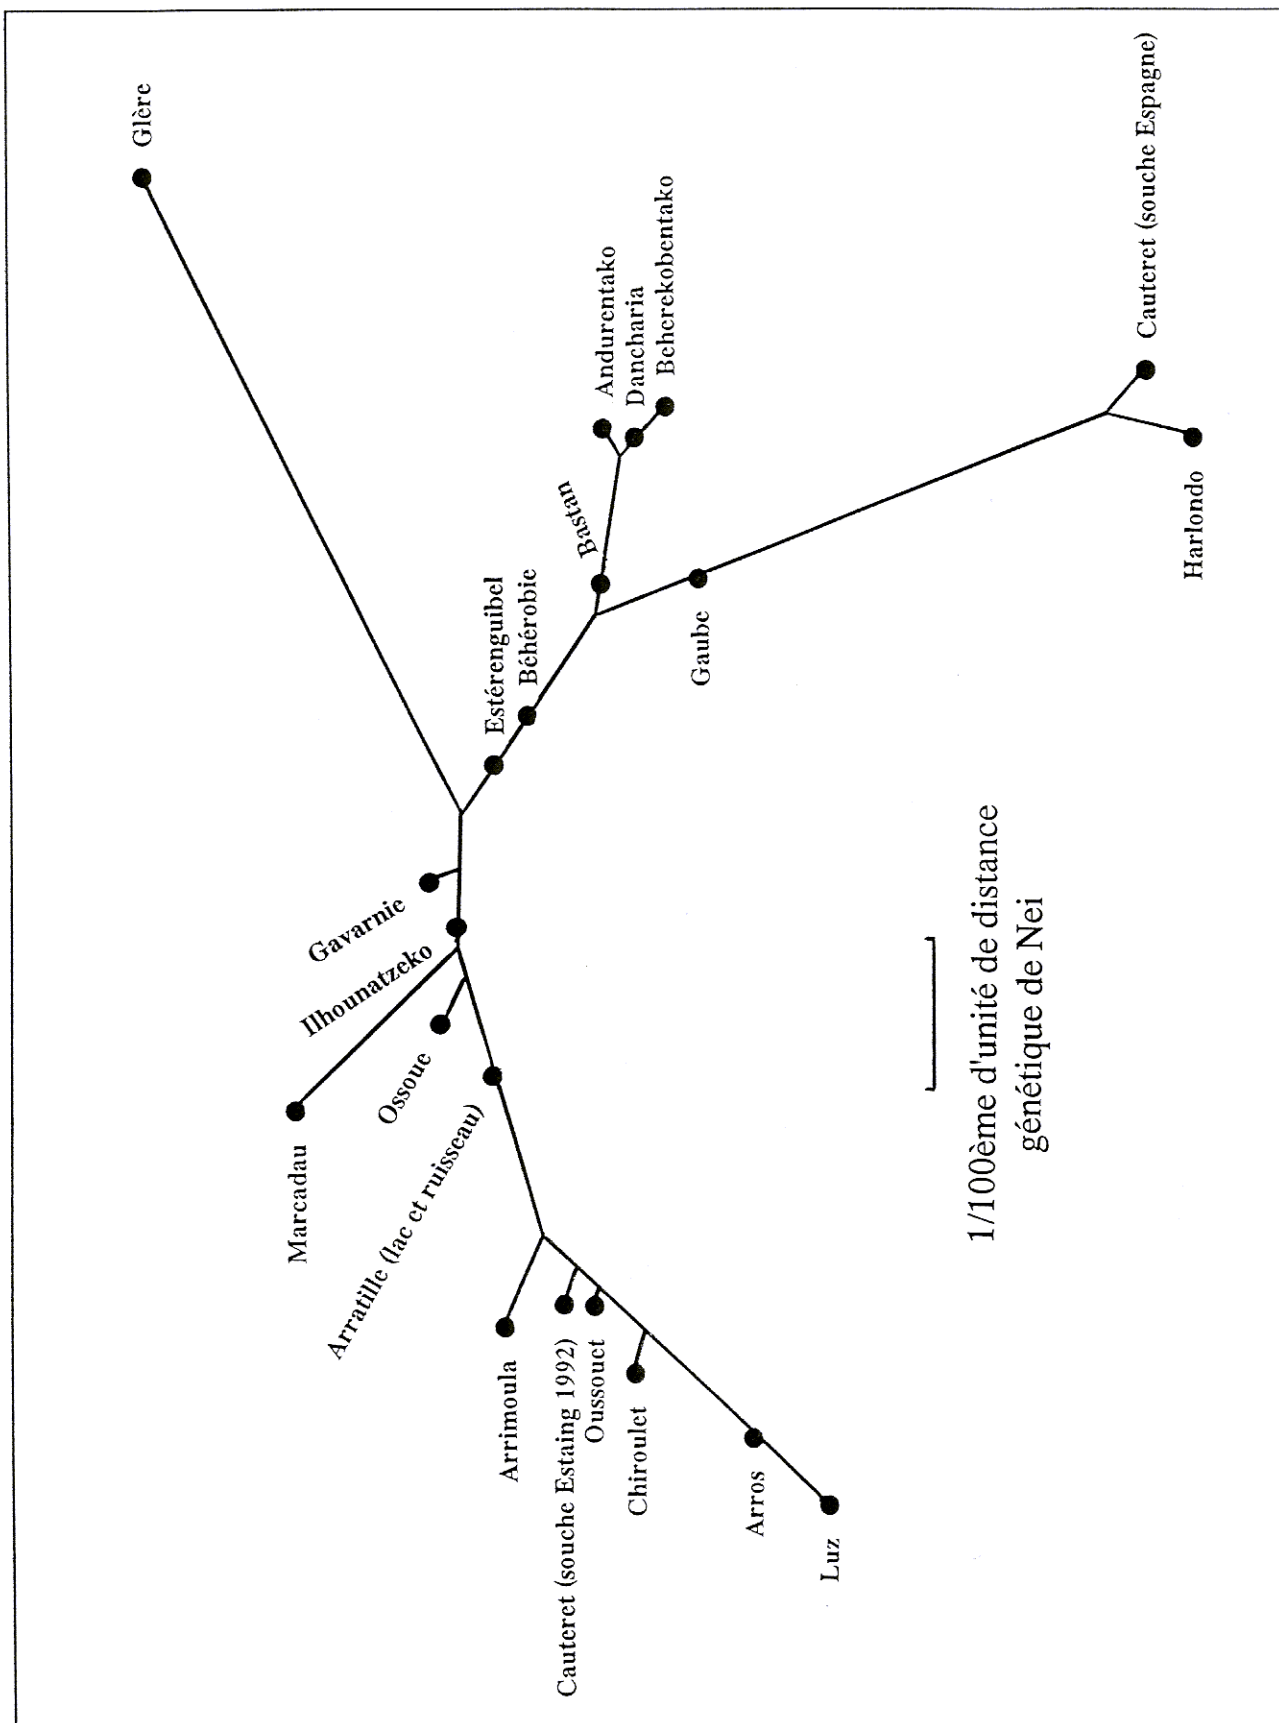 Glère
Cauteret (souche Espagne)
Andurentako
Dancharia
Beherekobentako
Bastan
Harlondo
Estérenguibel
Béhérobie
Gaube
Gavarnie
Ilhounatzeko
Ossoue
Marcadau
Arratille (lac et ruisseau)
Arrimoula
Cauteret (souche Estaing 1992)
Oussouet
Chiroulet
Arros
Luz
1/100ème d'unité de distance
génétique de Nei